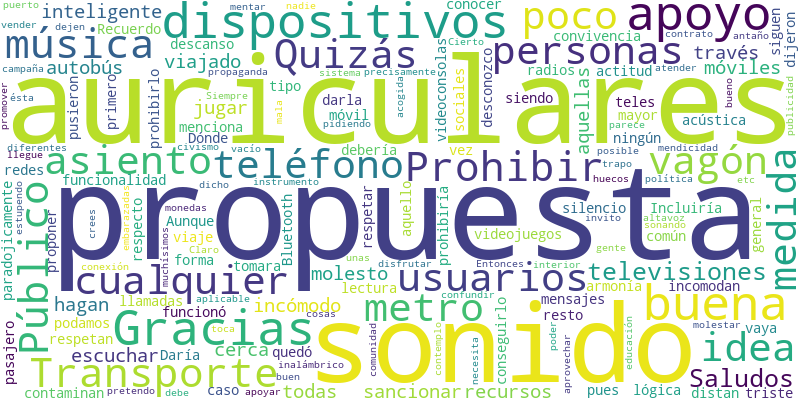 puerto
mentar
nadie
conocer
antaño
inteligente
dispositivos
poco
apoyo
vender
dejen
Recuerdo
descanso
convivencia
contrato
siguen
dijeron
música
Quizás
personas
través
viajado
autobús
Cierto
campaña
ésta
propaganda
precisamente
radios
actitud
atender
móviles
pusieron
primero
prohibirlo
Siempre
sistema
acogida
tipo
darla
videoconsolas
sociales
desconozco
siendo
teles
bueno
publicidad
promover
jugar
móvil
mala
pidiendo
aquellas
mayor
parece
auriculares
menciona
Dónde
debería
vez
ningún
acústica
diferentes
civismo
vacío
posible
mendicidad
llegue
asiento
teléfono
Prohibir
vagón
medida
redes
trapo
huecos
política
etc
funcionalidad
dicho
instrumento
estupendo
monedas
paradojicamente
Público
proponer
crees
embarazadas
respecto
Aunque
viaje
Claro
muchísimos
forma
Bluetooth
respetar
aquello
prohibiría
propuesta
silencio
invito
Incluiría
altavoz
sonando
común
videojuegos
gente
general
cualquier
conexión
unas
tomara
molesto
disfrutar
Entonces
interior
usuarios
televisiones
lectura
armonía
incomodan
hagan
llamadas
incómodo
metro
confundir
mensajes
molestar
buena
podamos
respetan
funcionó
aplicable
cosas
resto
vaya
pasajero
Gracias
sonido
idea
escuchar
toca
cerca
quedó
comunidad
contemplo
conseguirlo
poder
aprovechar
educación
Transporte
Daría
inalámbrico
necesita
Saludos
contaminan
pretendo
debe
caso
apoyar
buen
todas
sancionar
recursos
pues
lógica
distan
triste